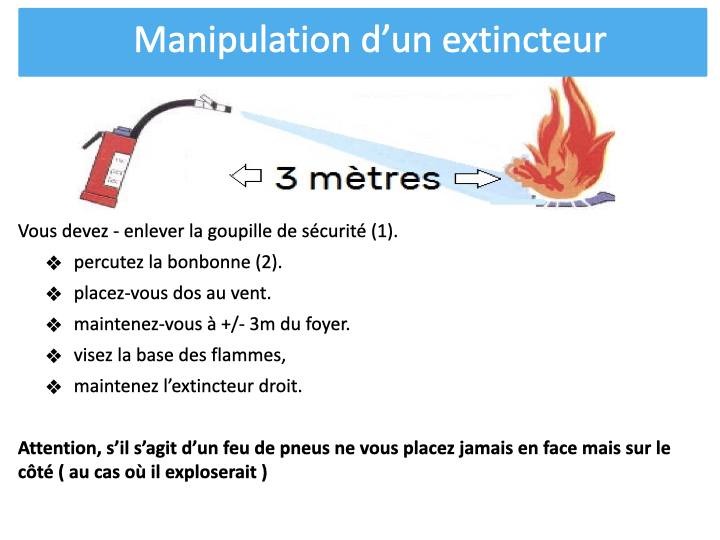 Manipulation d’un extincteur
3 mètres
Vous devez - enlever la goupille de sécurité (1).
❖ percutez la bonbonne (2).
❖ placez-vous dos au vent.
❖ maintenez-vous à +/- 3m du foyer.
❖ visez la base des flammes,
❖ maintenez l’extincteur droit.
Attention, s’il s’agit d’un feu de pneus ne vous placez jamais en face mais sur le
côté ( au cas où il exploserait )